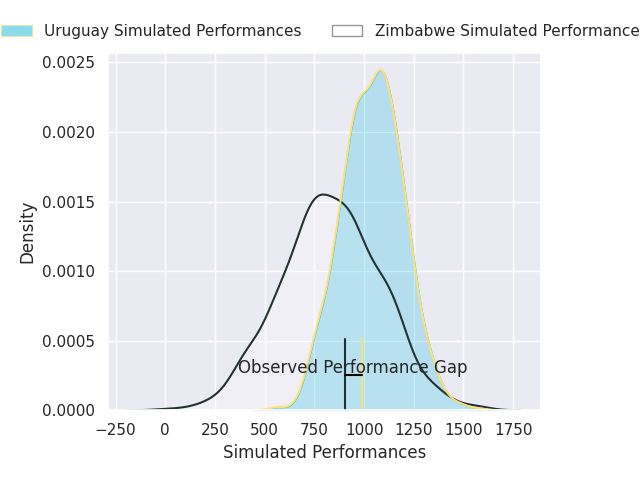 Uruguay Simulated Performances
Zimbabwe Simulated Performance
0.0025
0.0020
0.0015
0.0010
0.0005
0.0000
Density
Observed Performance Gap
−250 0 250 500 750 1000 1250 1500 1750
Simulated Performances